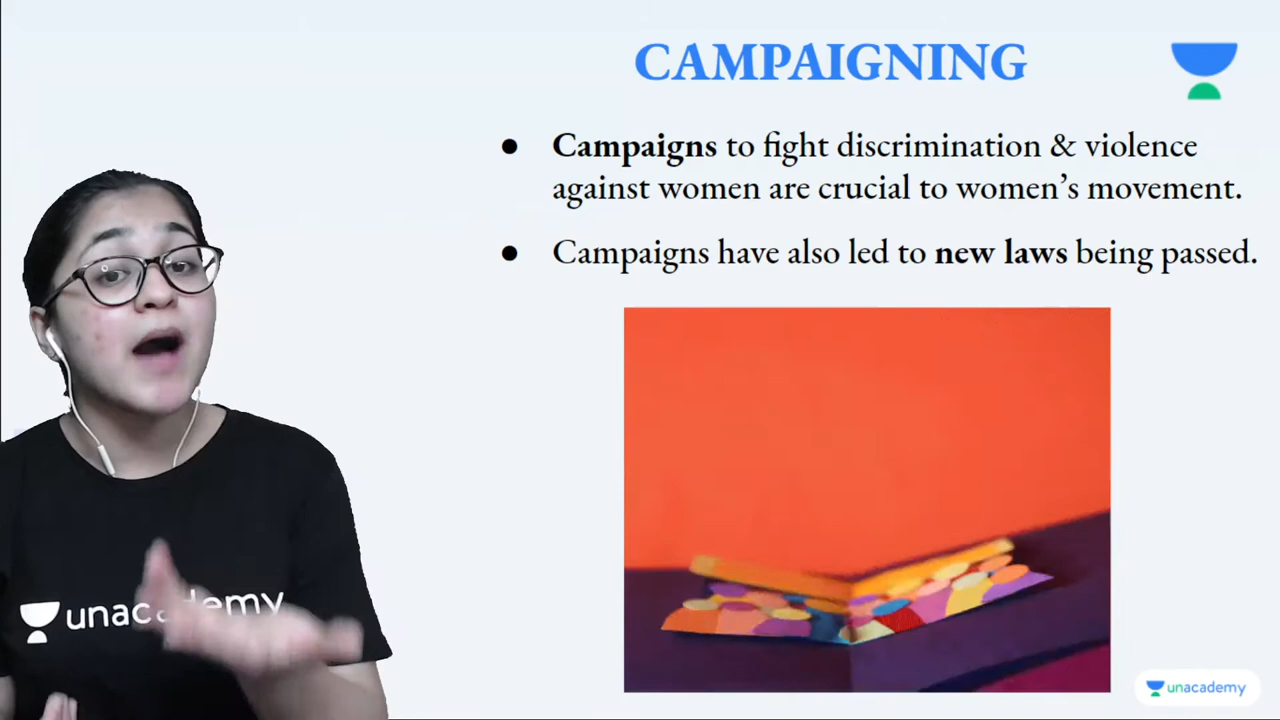 CAMPAIGNING
● Campaigns to fight discrimination & violence
against women are crucial to women’s movement.
● Campaigns have also led to new laws being passed.
unacademy
unacademy